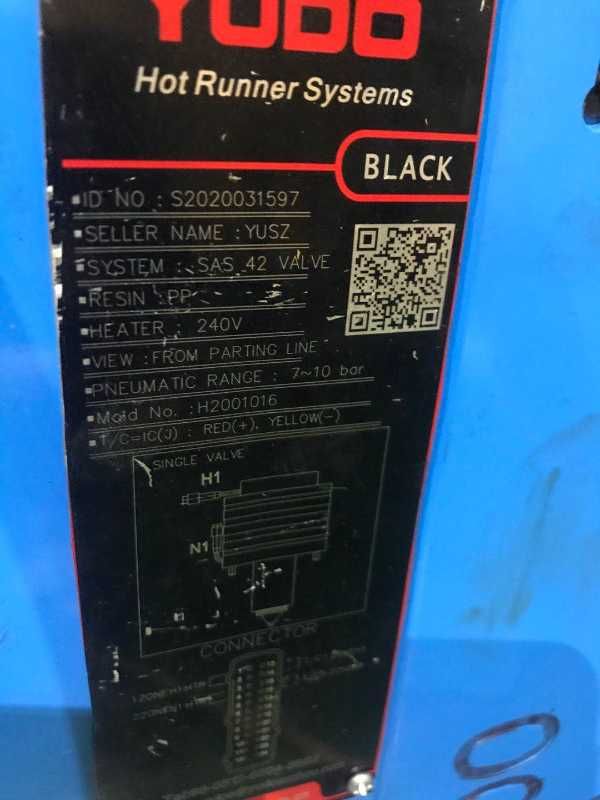 YUDO
Hot Runner Systems
BLACK
▪ID NO : S2020031597
▪SELLER NAME : YUSZ
▪SYSTEM : SAS 42 VALVE
▪RESIN : PP
▪HEATER : 240V
▪VIEW : FROM PARTING LINE
▪PNEUMATIC RANGE : 7~10 bar
▪Mold No. : H2001016
▪T/C-IC(J) : RED(+), YELLOW(-)
SINGLE VALVE
H1
N1
CONNECTOR